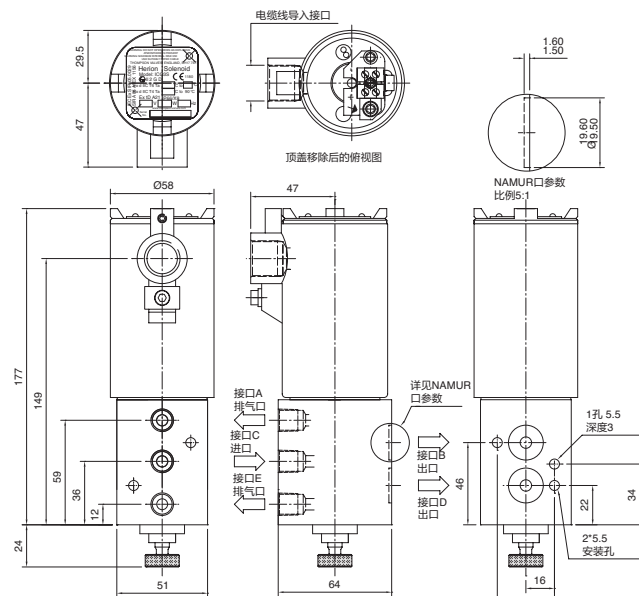 电缆线导入接口
29.5
47
THOMPSON VALVES ENGLAND
Herion Solenoid
顶盖移除后的俯视图
1.60
1.50
Ø
19.60
19.50
NAMUR口参数
比例5:1
Ø58
47
177
149
59
36
12
24
51
接口A
排气口
接口C
进口
接口E
排气口
详见NAMUR
口参数
接口B
出口
接口D
出口
64
1孔 5.5
深度3
46
34
22
2*5.5
安装孔
16